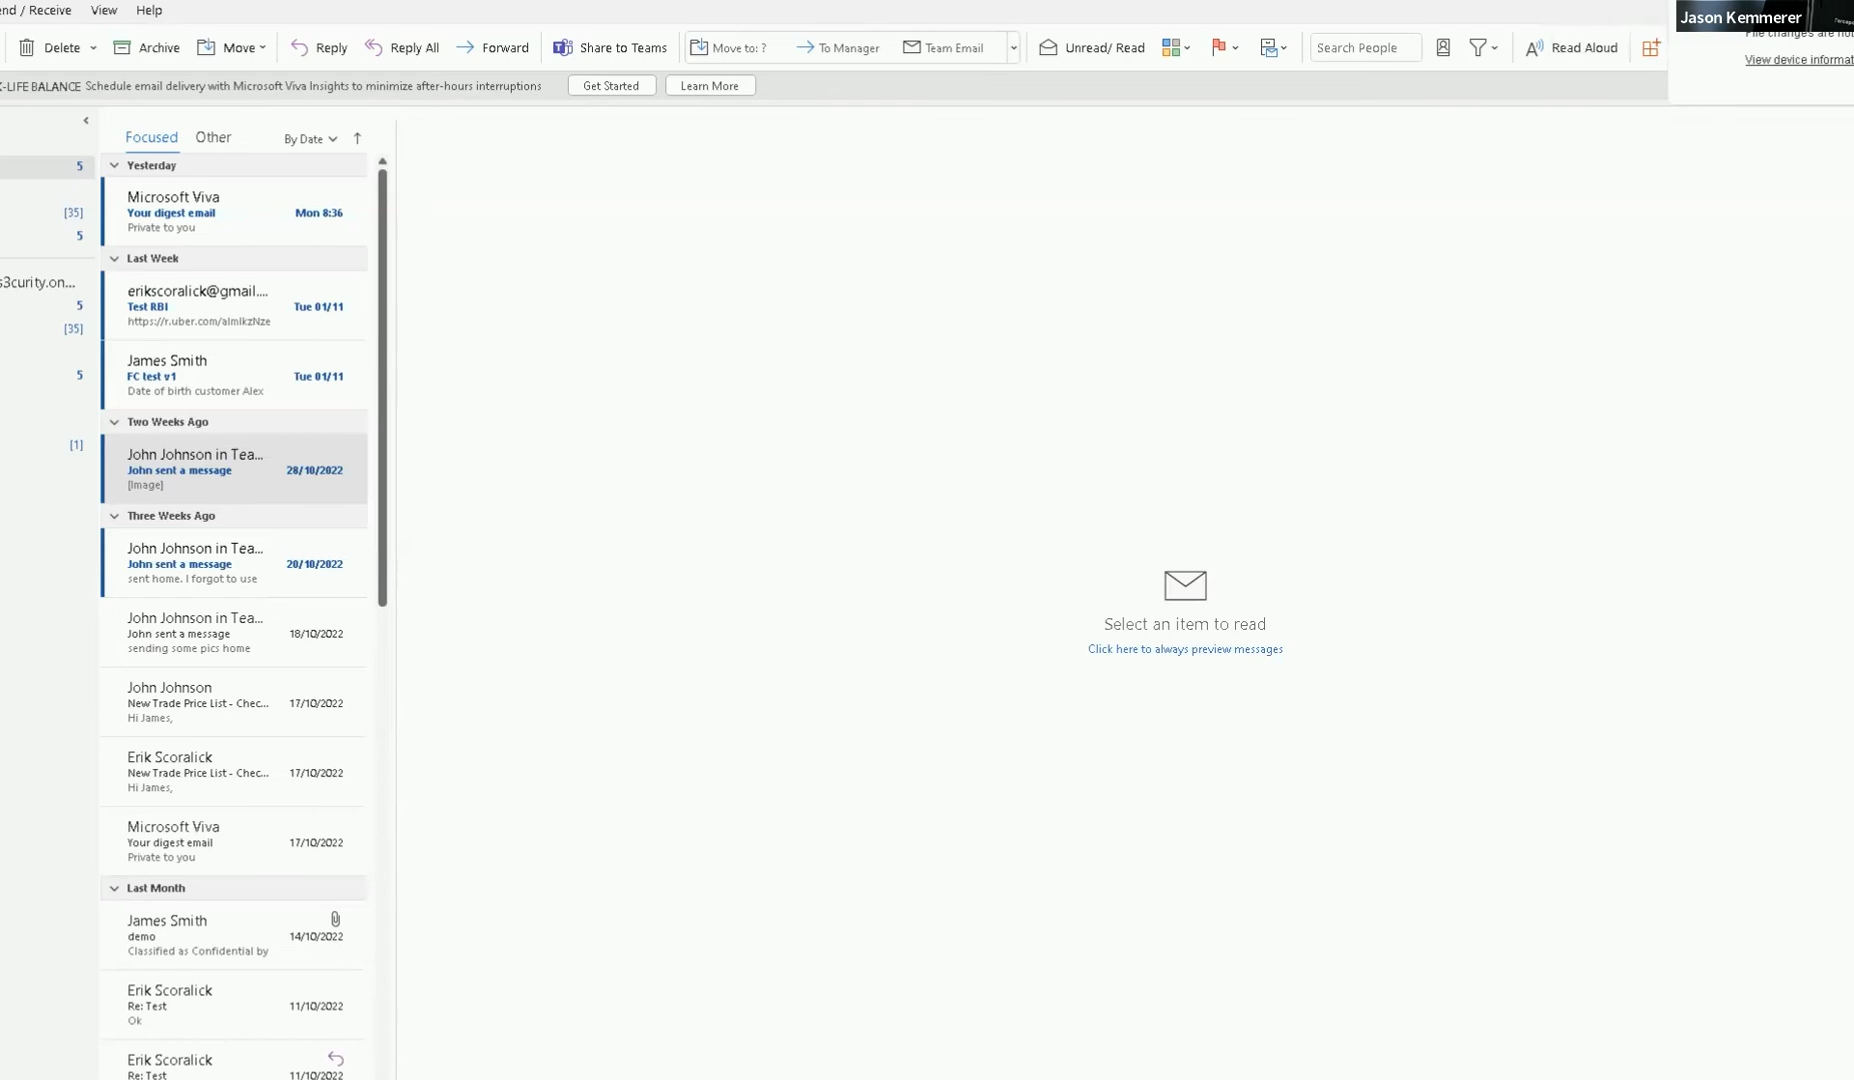 end / Receive View Help
Jason Kemmerer
Delete Archive Move Reply Reply All Forward Share to Teams Move to: ? To Manager Team Email Unread/ Read Search People Read Aloud
File changes are not
View device informat
K-LIFE BALANCE Schedule email delivery with Microsoft Viva Insights to minimize after-hours interruptions Get Started Learn More
Focused Other By Date
5
[35]
5
s3curity.on...
5
[35]
5
[1]
Yesterday
Microsoft Viva
Your digest email Mon 8:36
Private to you
Last Week
erikscoralick@gmail....
Test RBI Tue 01/11
https://r.uber.com/almlkzNze
James Smith
FC test v1 Tue 01/11
Date of birth customer Alex
Two Weeks Ago
John Johnson in Tea...
John sent a message 28/10/2022
[Image]
Three Weeks Ago
John Johnson in Tea...
John sent a message 20/10/2022
sent home. I forgot to use
John Johnson in Tea...
John sent a message 18/10/2022
sending some pics home
John Johnson
New Trade Price List - Chec... 17/10/2022
Hi James,
Erik Scoralick
New Trade Price List - Chec... 17/10/2022
Hi James,
Microsoft Viva
Your digest email 17/10/2022
Private to you
Last Month
James Smith
demo 14/10/2022
Classified as Confidential by
Erik Scoralick
Re: Test 11/10/2022
Ok
Erik Scoralick
Re: Test 11/10/2022
Select an item to read
Click here to always preview messages